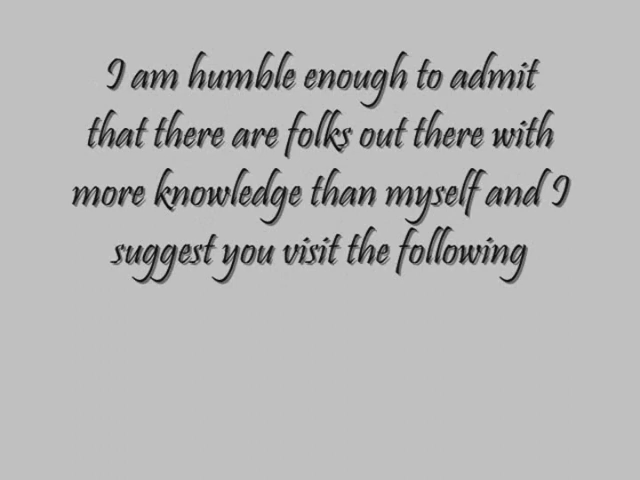 I am humble enough to admit
that there are folks out there with
more knowledge than myself and I
suggest you visit the following